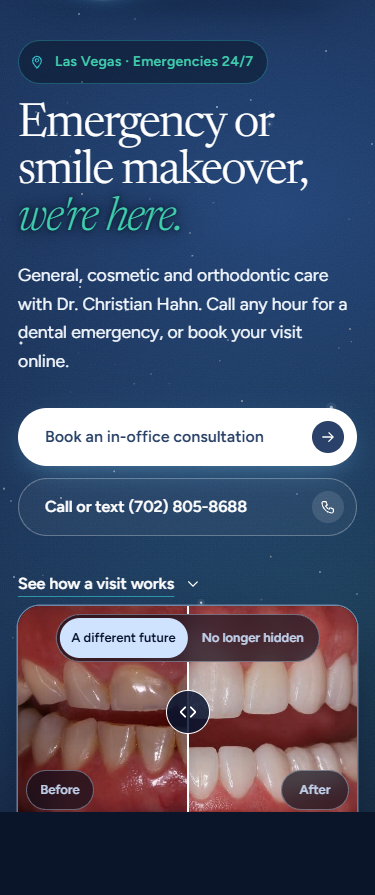 Las Vegas · Emergencies 24/7
Emergency or
smile makeover,
we're here.
General, cosmetic and orthodontic care
with Dr. Christian Hahn. Call any hour for a
dental emergency, or book your visit
online.
Book an in-office consultation
Call or text (702) 805-8688
See how a visit works
A different future
No longer hidden
Before
After